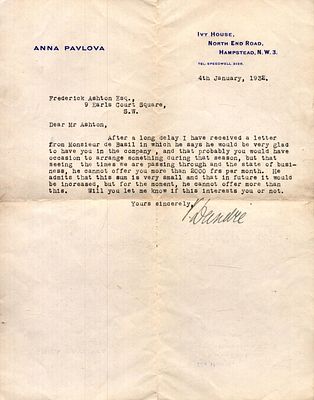 ANNA PAVLOVA
IVY HOUSE,
NORTH END ROAD,
HAMPSTEAD, N.W. 3.
4th January, 1932.
Frederick Ashton Esq.,
9 Earls Court Square,
S.W.
Dear Mr Ashton,
After a long delay I have received a letter
from Monsieur de Basil in which he says he would be very glad
to have you in the company , and that probably you would have
occasion to arrange something during that season, but that
seeing the times we are passing through and the state of busi-
ness, he cannot offer you more than 2000 frs per month. He
admits that this sum is very small and that in future it would
be increased, but for the moment, he cannot offer more than
this. Will you let me know if this interests you or not.
Yours sincerely,
V Dandre